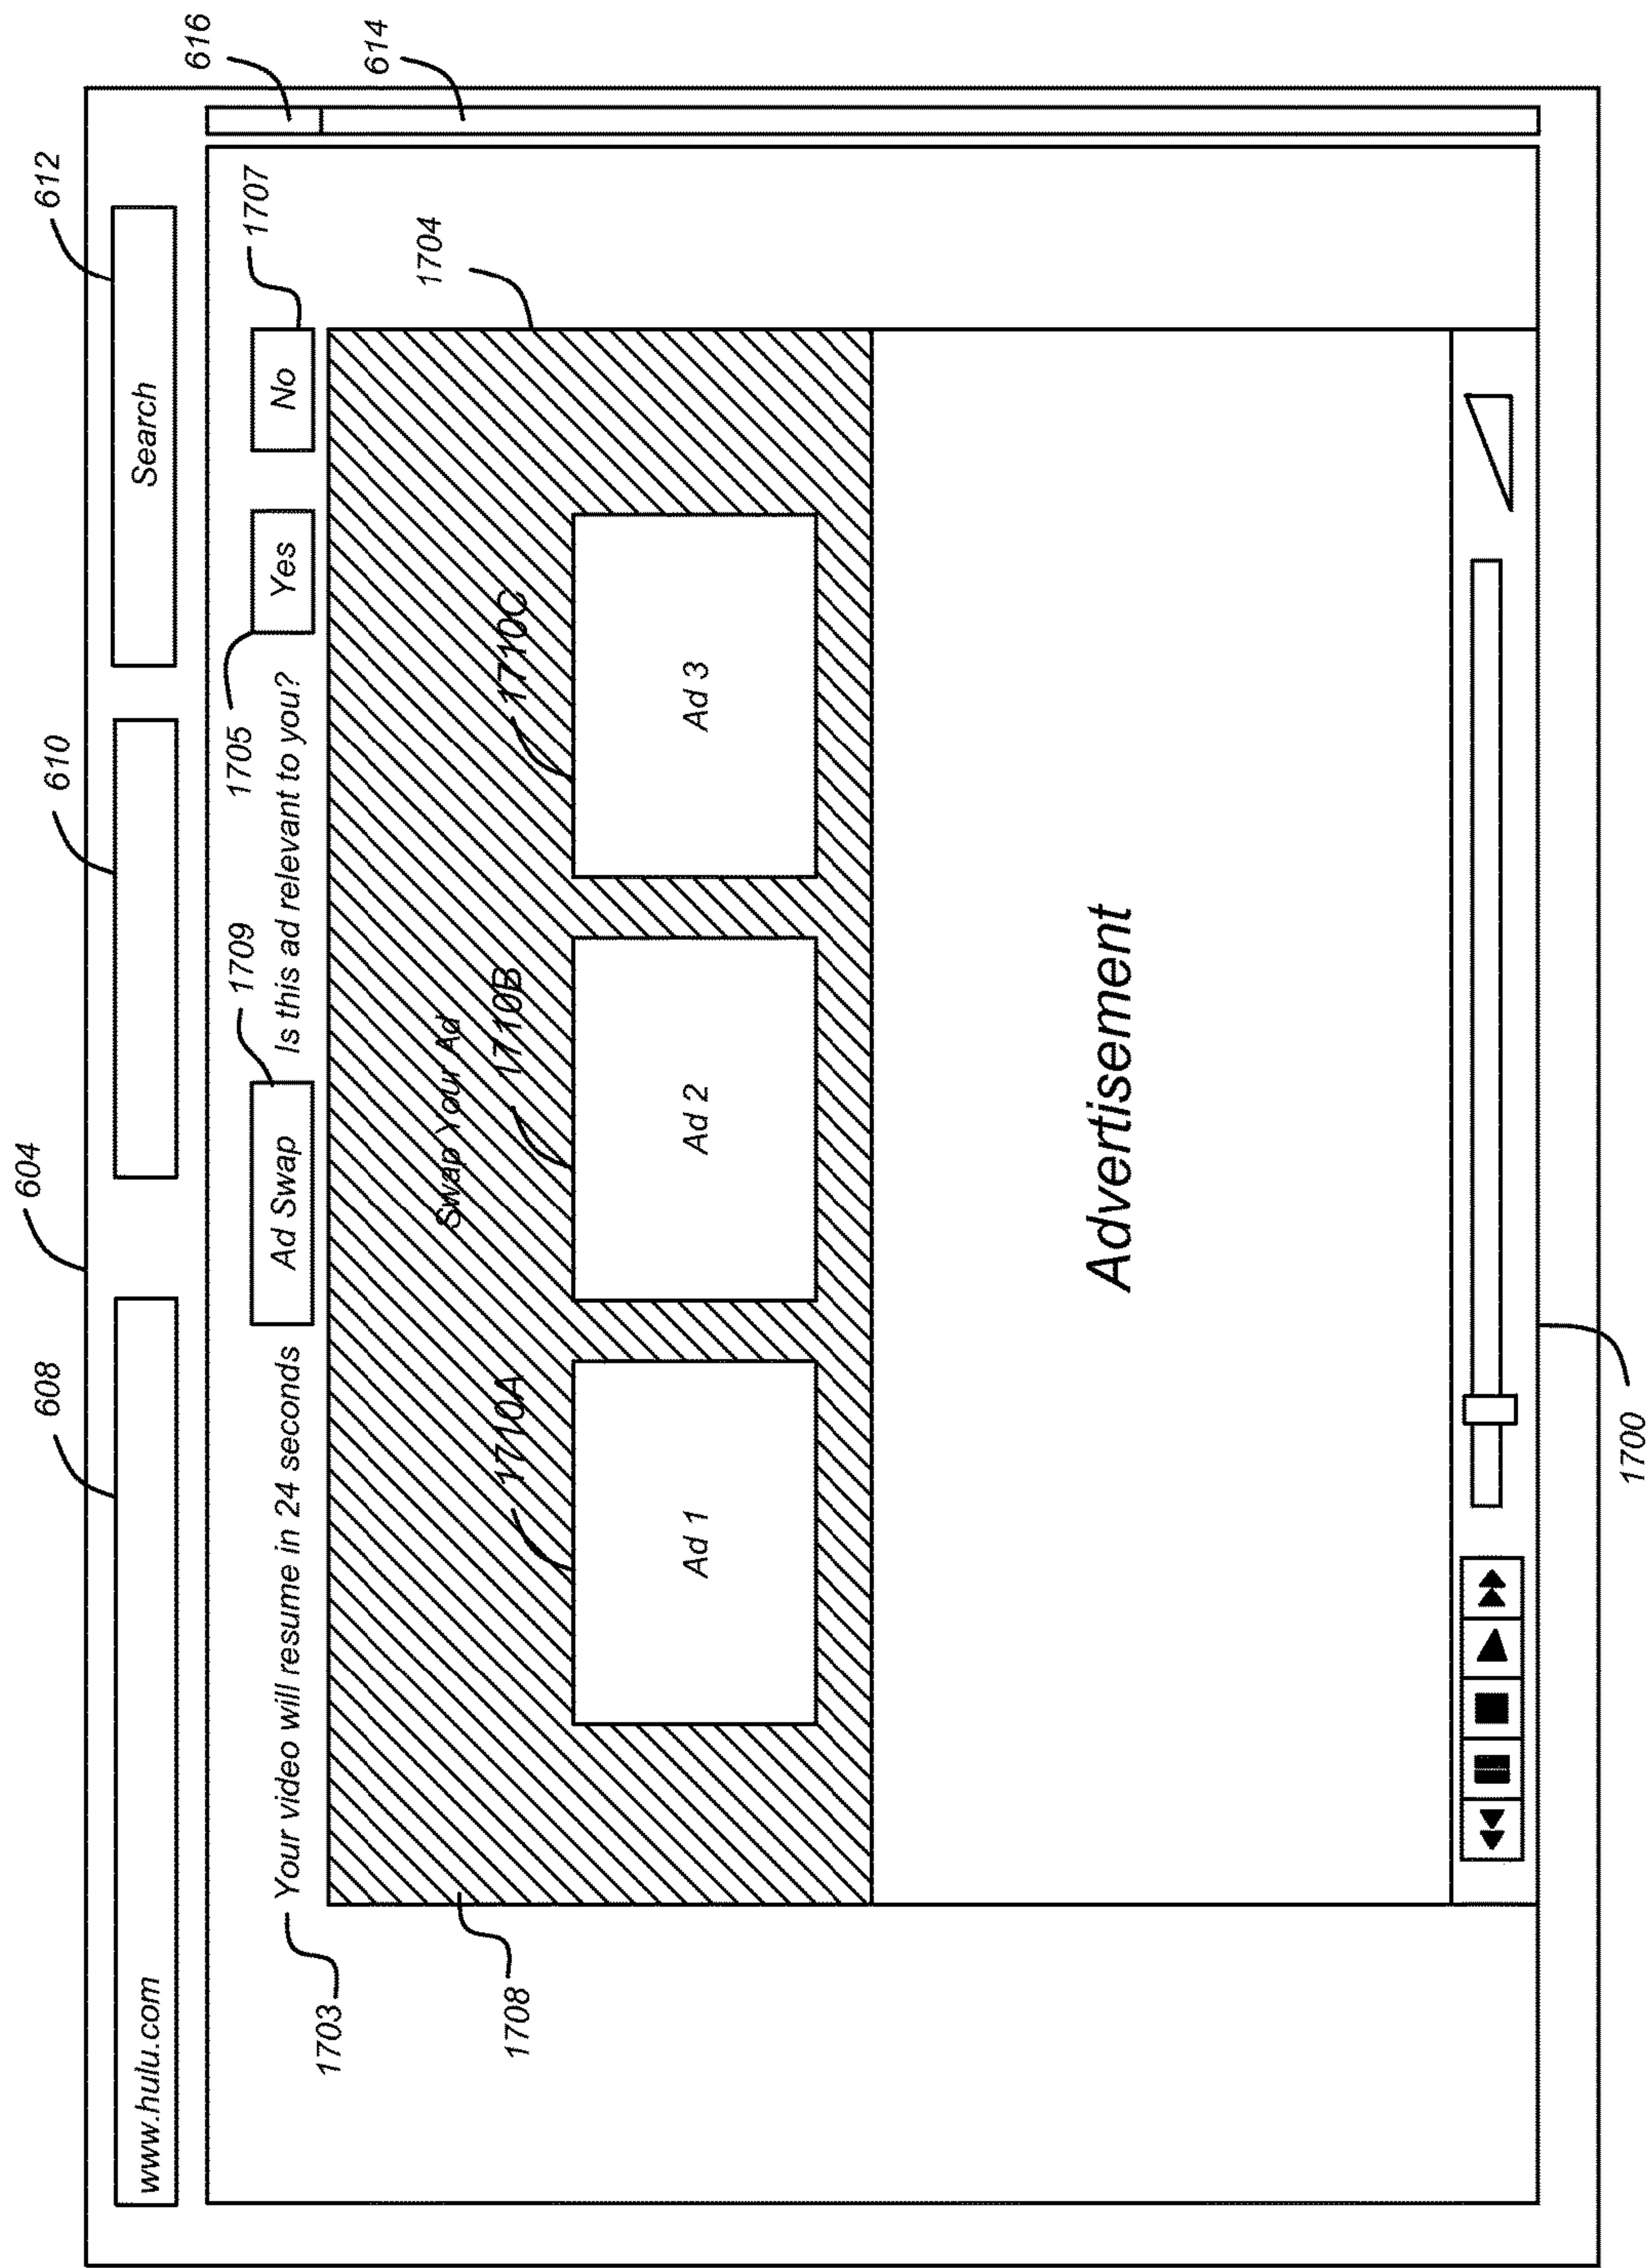 604
608
610
612
www.hulu.com
Search
616
614
1709
1705
1707
1703
Your video will resume in 24 seconds
Ad Swap
Is this ad relevant to you?
Yes
No
1704
1708
Swap Your Ad
1710A
1710B
1710C
Ad 1
Ad 2
Ad 3
Advertisement
1700